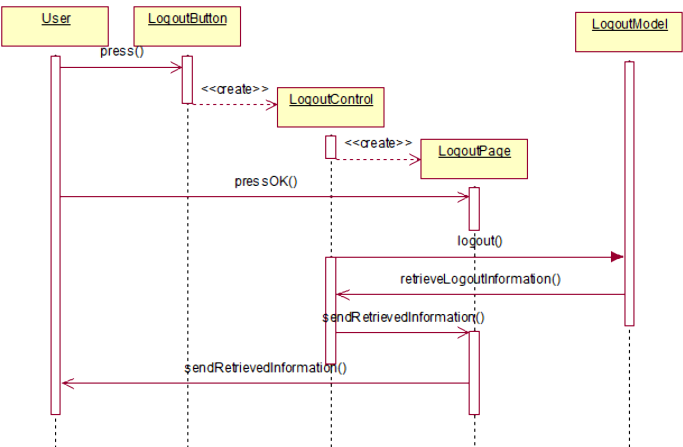 User
LogoutButton
LogoutModel
press()
<<create>>
LogoutControl
<<create>>
LogoutPage
pressOK()
logout()
retrieveLogoutInformation()
sendRetrievedInformation()
sendRetrievedInformation()